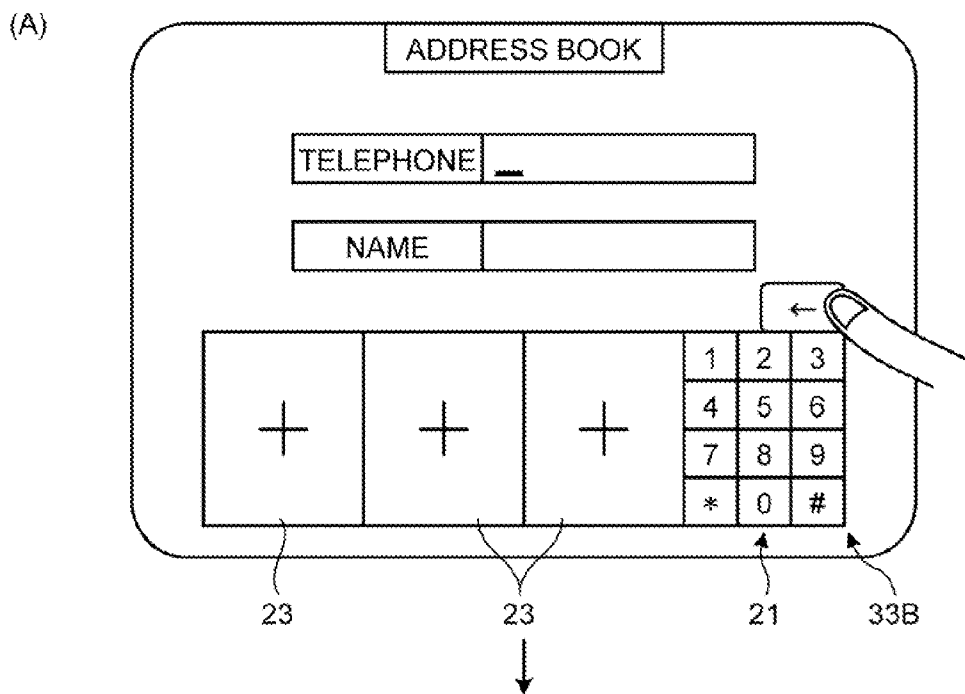 (A)
ADDRESS BOOK
TELEPHONE _
NAME
←
1 2 3
4 5 6
7 8 9
* 0 #
23 23 21 33B